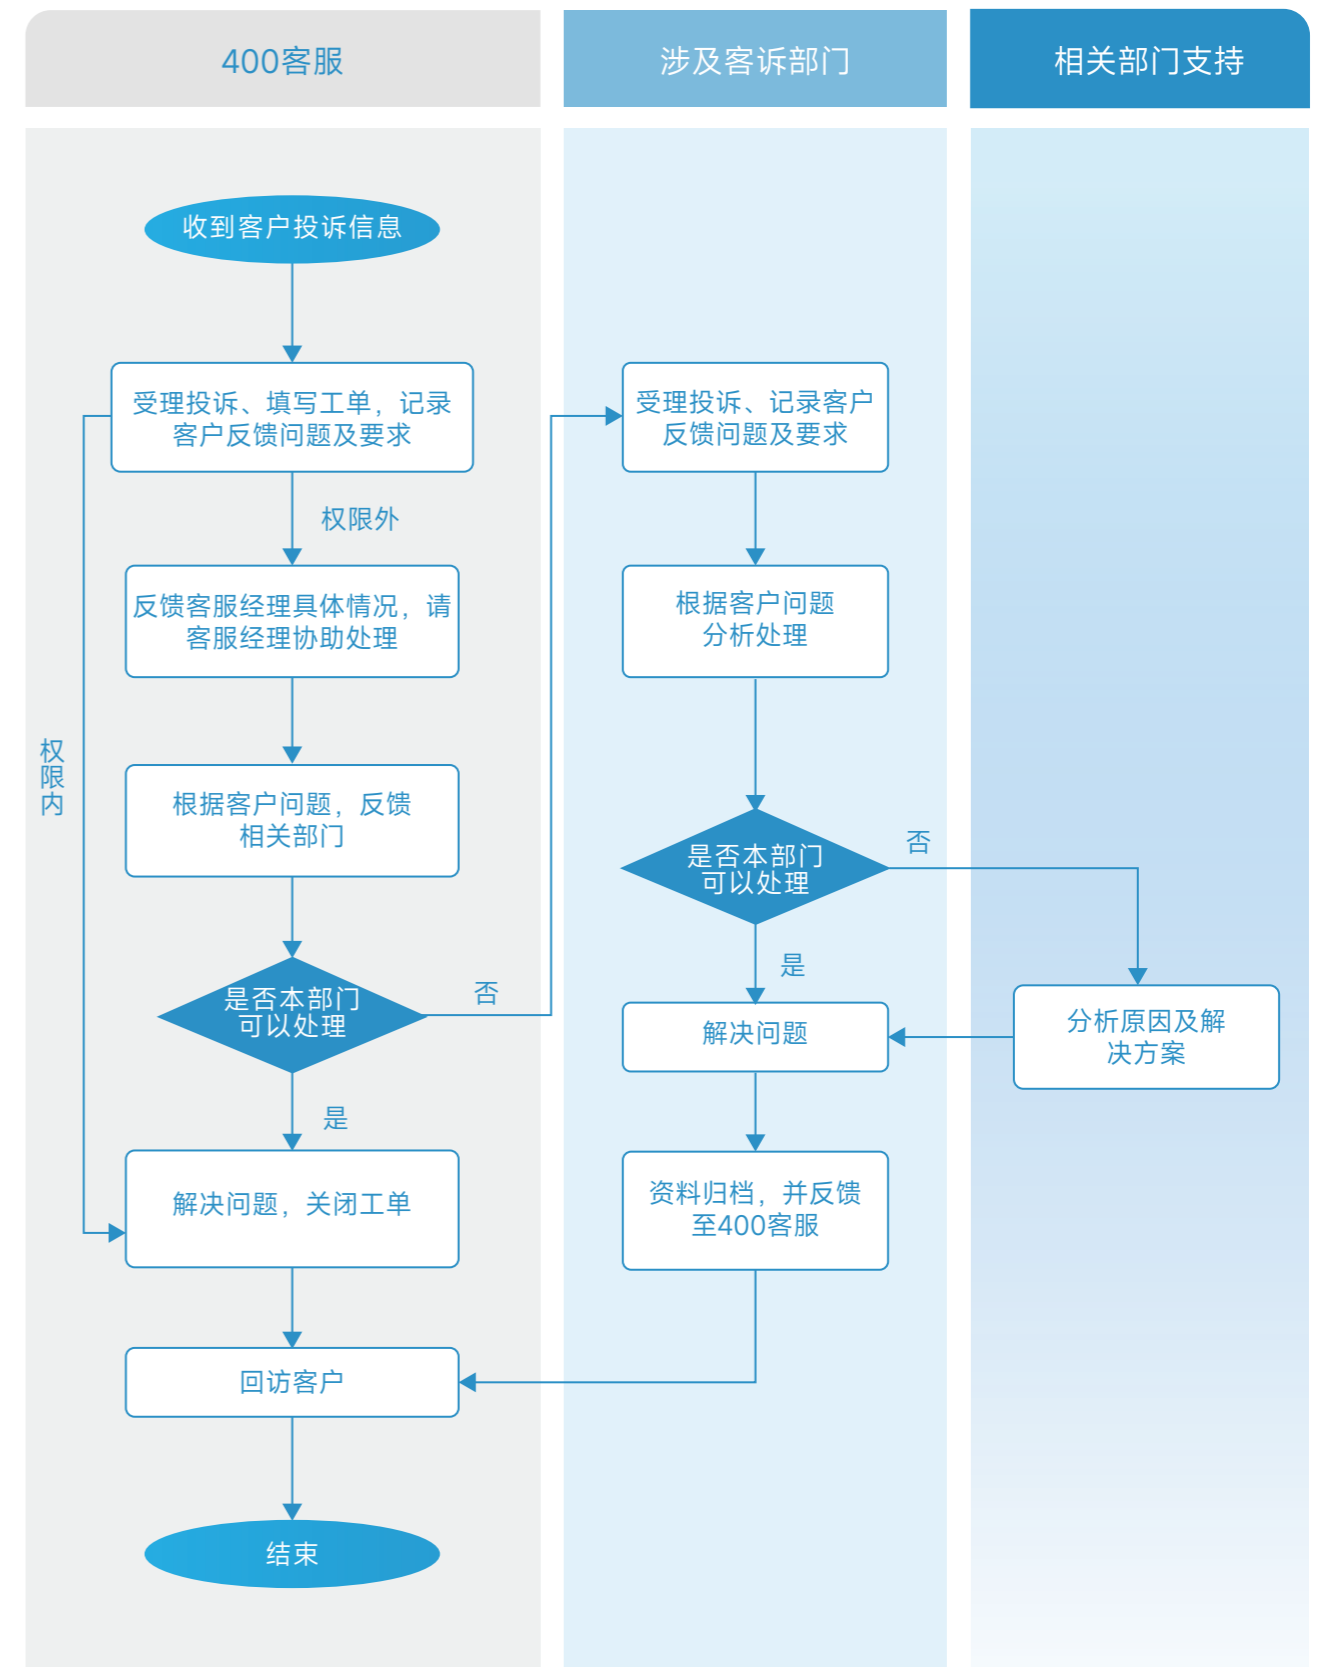 400客服
涉及客诉部门
相关部门支持
收到客户投诉信息
受理投诉、填写工单，记录
客户反馈问题及要求
权限外
反馈客服经理具体情况，请
客服经理协助处理
权限内
根据客户问题，反馈
相关部门
是否本部门
可以处理
否
是
解决问题，关闭工单
回访客户
结束
受理投诉、记录客户
反馈问题及要求
根据客户问题
分析处理
是否本部门
可以处理
否
是
解决问题
资料归档，并反馈
至400客服
分析原因及解
决方案